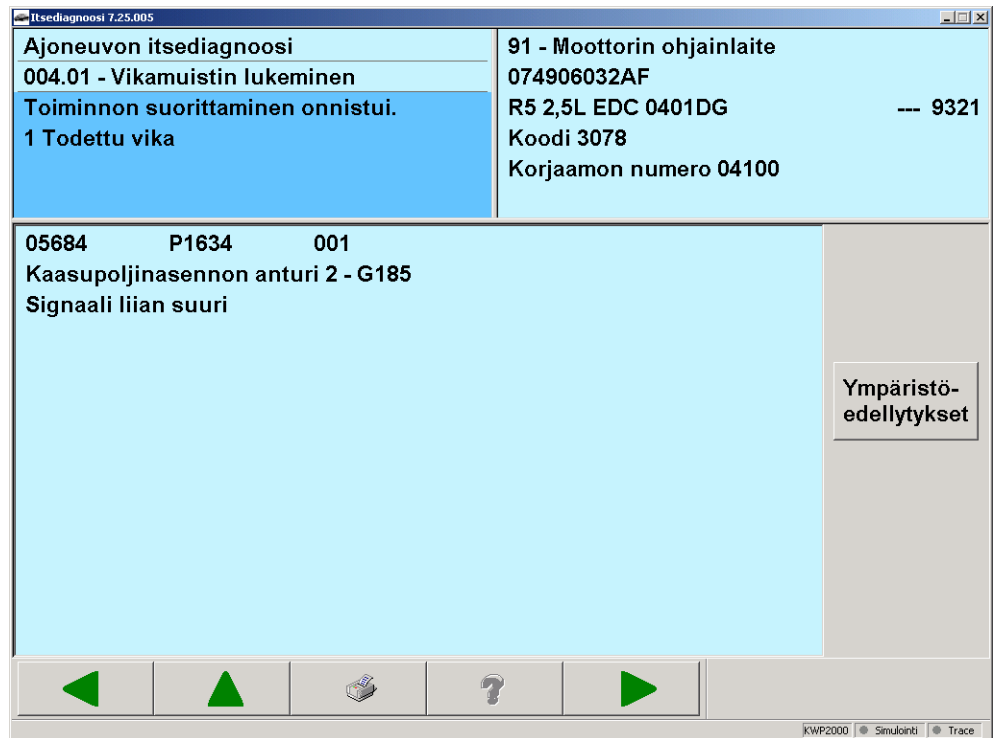 Itsediagnoosi 7.25.005
Ajoneuvon itsediagnoosi
004.01 - Vikamuistin lukeminen
Toiminnon suorittaminen onnistui.
1 Todettu vika
91 - Moottorin ohjainlaite
074906032AF
R5 2,5L EDC 0401DG --- 9321
Koodi 3078
Korjaamon numero 04100
05684 P1634 001
Kaasupoljinasennon anturi 2 - G185
Signaali liian suuri
Ympäristö-
edellytykset
?
KWP2000 Simulointi Trace